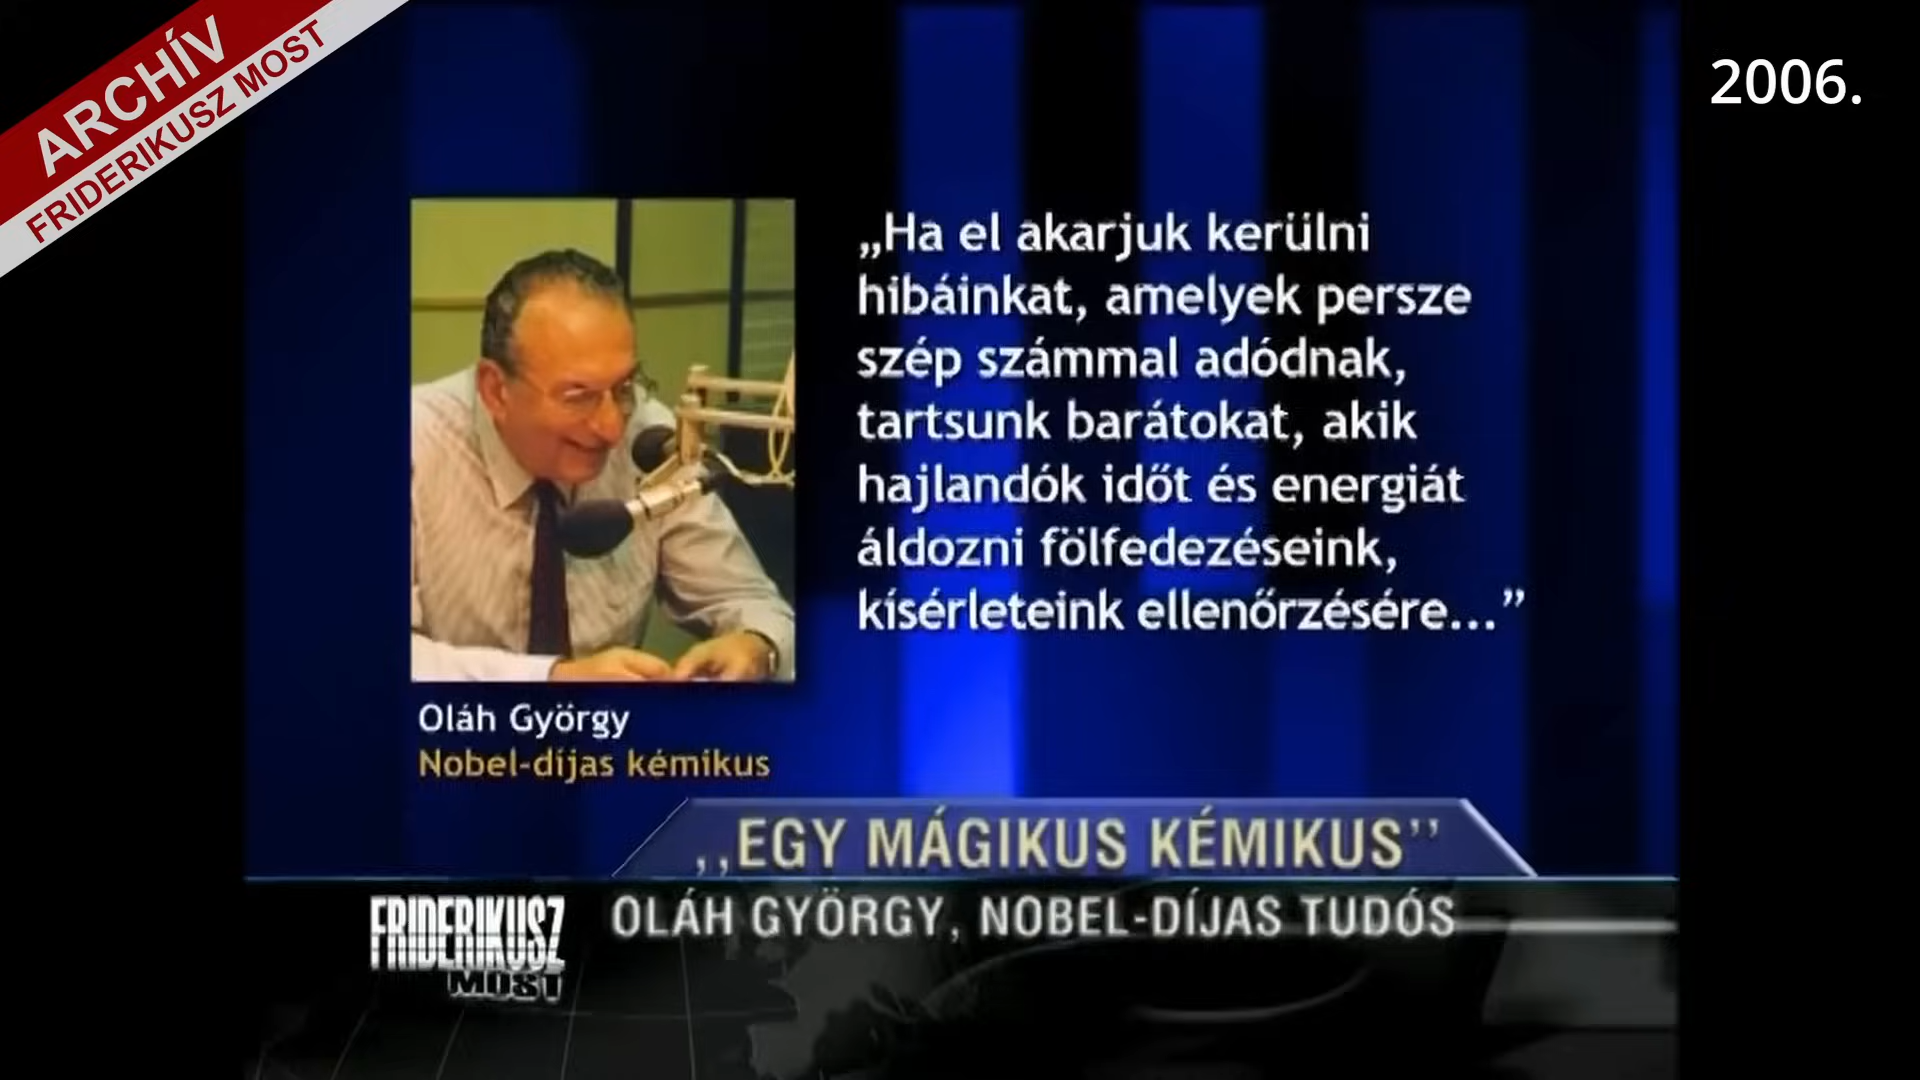 ARCHÍV
FRIDERIKUSZ MOST
2006.
„Ha el akarjuk kerülni
hibáinkat, amelyek persze
szép számmal adódnak,
tartsunk barátokat, akik
hajlandók időt és energiát
áldozni fölfedezéseink,
kísérleteink ellenőrzésére...”
Oláh György
Nobel-díjas kémikus
,,EGY MÁGIKUS KÉMIKUS’’
OLÁH GYÖRGY, NOBEL-DÍJAS TUDÓS
FRIDERIKUSZ
MOST